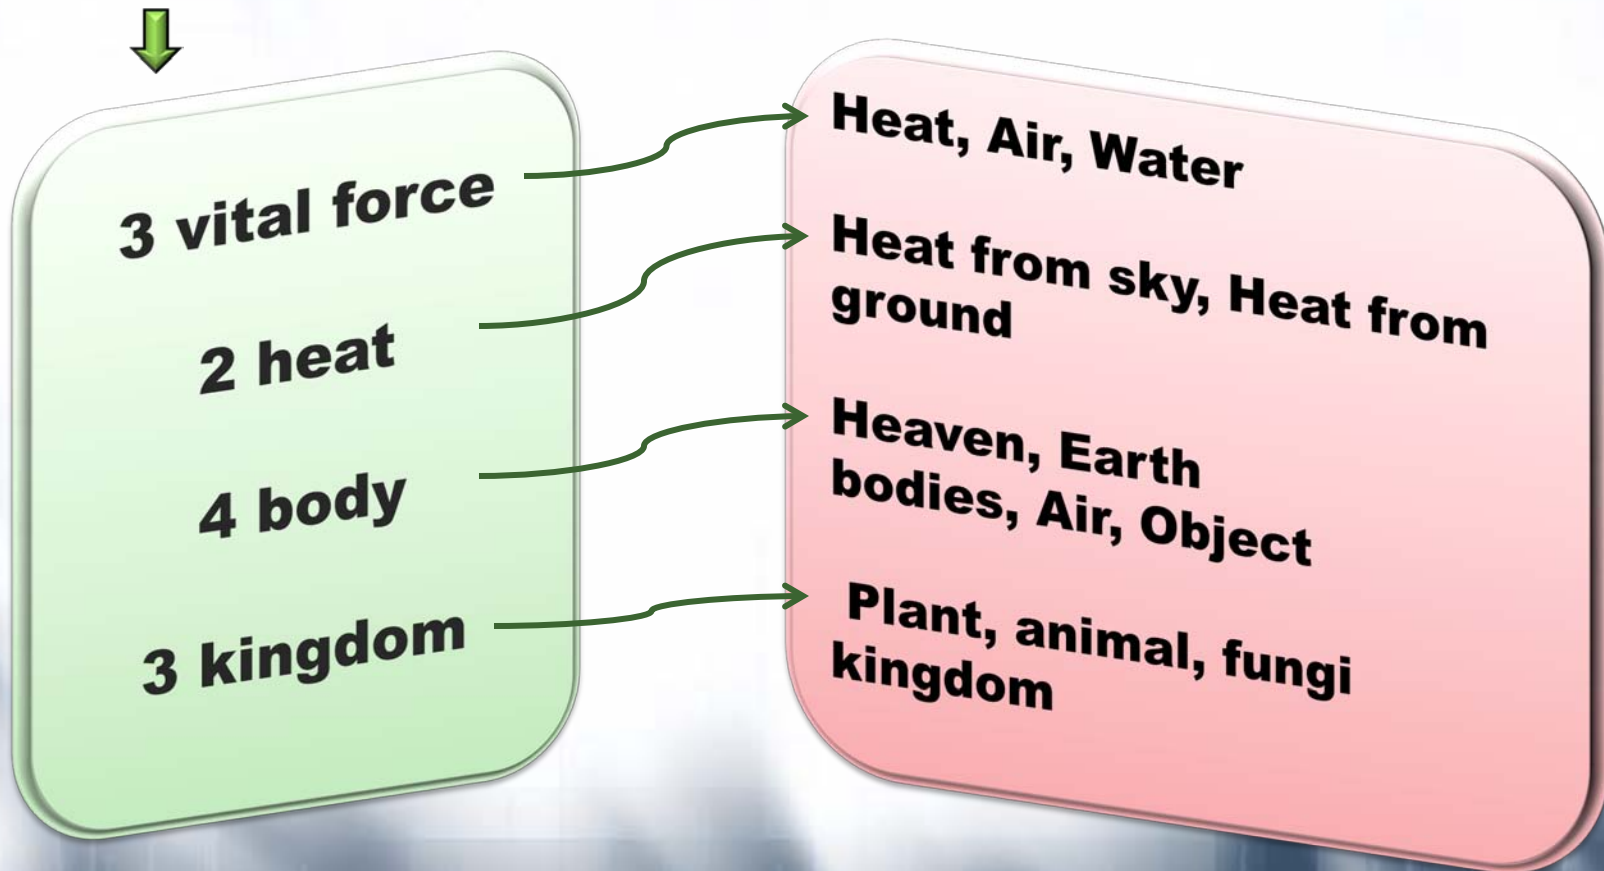 3 vital force
2 heat
4 body
3 kingdom
Heat, Air, Water
Heat from sky, Heat from
ground
Heaven, Earth
bodies, Air, Object
Plant, animal, fungi
kingdom